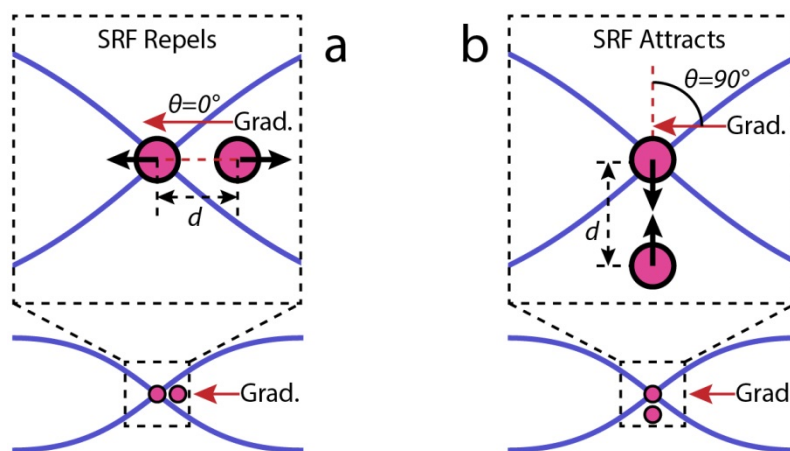 SRF Repels
a
θ=0°
Grad.
d
Grad.
b
SRF Attracts
θ=90°
Grad.
d
Grad.